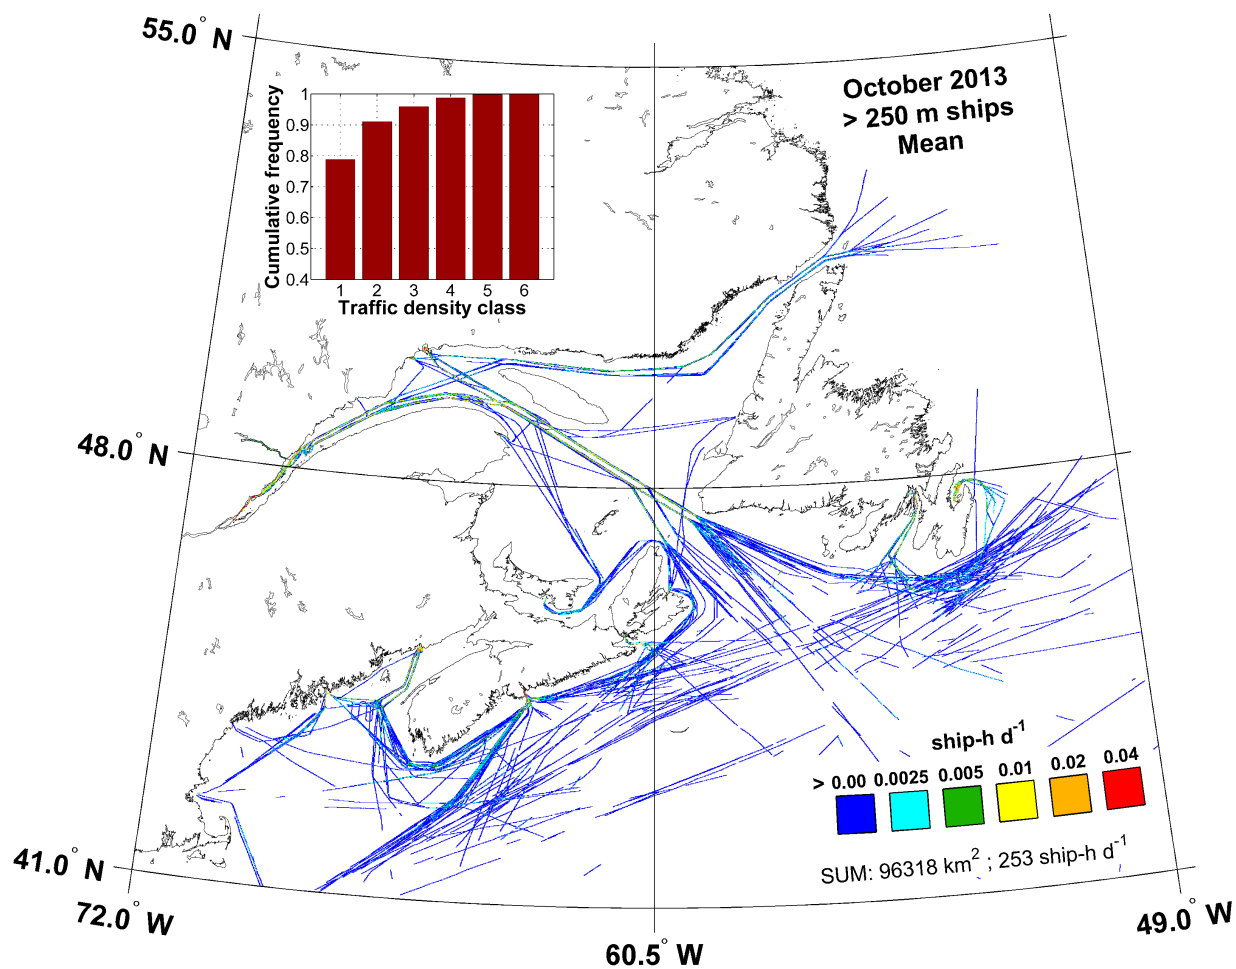 55.0° N
October 2013
> 250 m ships
Mean
Cumulative frequency
1
0.9
0.8
0.7
0.6
0.5
0.4
1 2 3 4 5 6
Traffic density class
48.0° N
ship-h d⁻¹
> 0.00 0.0025 0.005 0.01 0.02 0.04
SUM: 96318 km² ; 253 ship-h d⁻¹
41.0° N
72.0° W
60.5° W
49.0° W